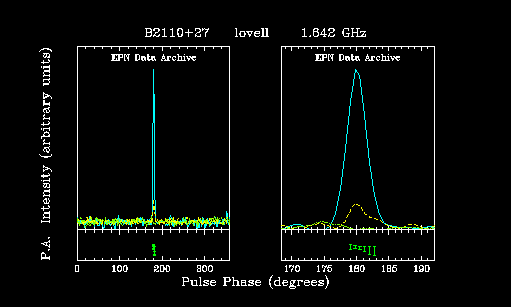 B2110+27 lovell 1.642 GHz
EPN Data Archive EPN Data Archive
P.A. Intensity (arbitrary units)
0 100 200 300 170 175 180 185 190
Pulse Phase (degrees)